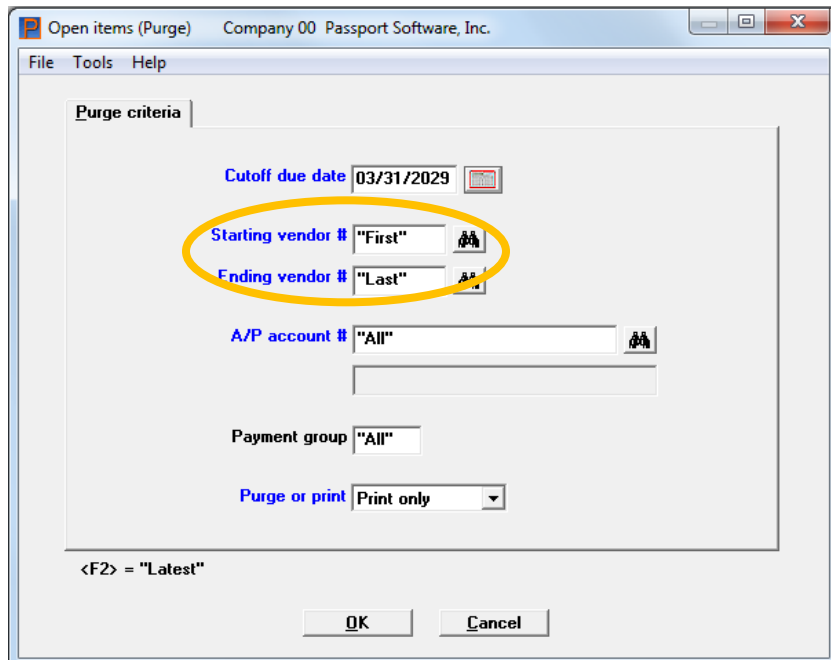 Open items (Purge) Company 00 Passport Software, Inc.
File Tools Help
Purge criteria
Cutoff due date 03/31/2029
Starting vendor # "First"
Ending vendor # "Last"
A/P account # "All"
Payment group "All"
Purge or print Print only
<F2> = "Latest"
OK Cancel